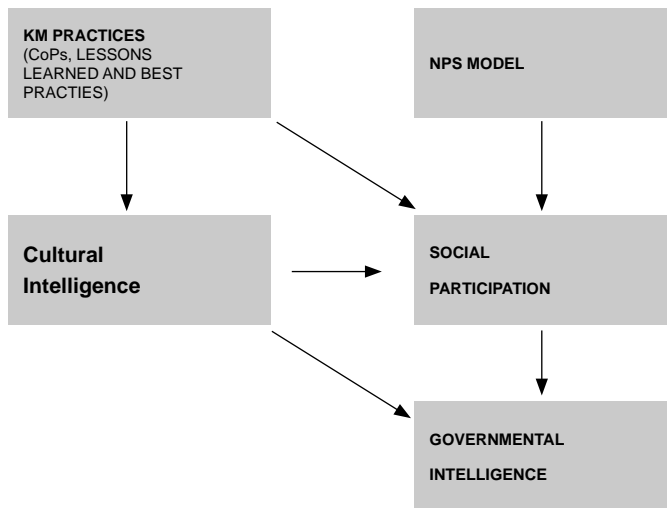 KM PRACTICES
(CoPs, LESSONS
LEARNED AND BEST
PRACTIES)
NPS MODEL
Cultural
Intelligence
SOCIAL
PARTICIPATION
GOVERNMENTAL
INTELLIGENCE